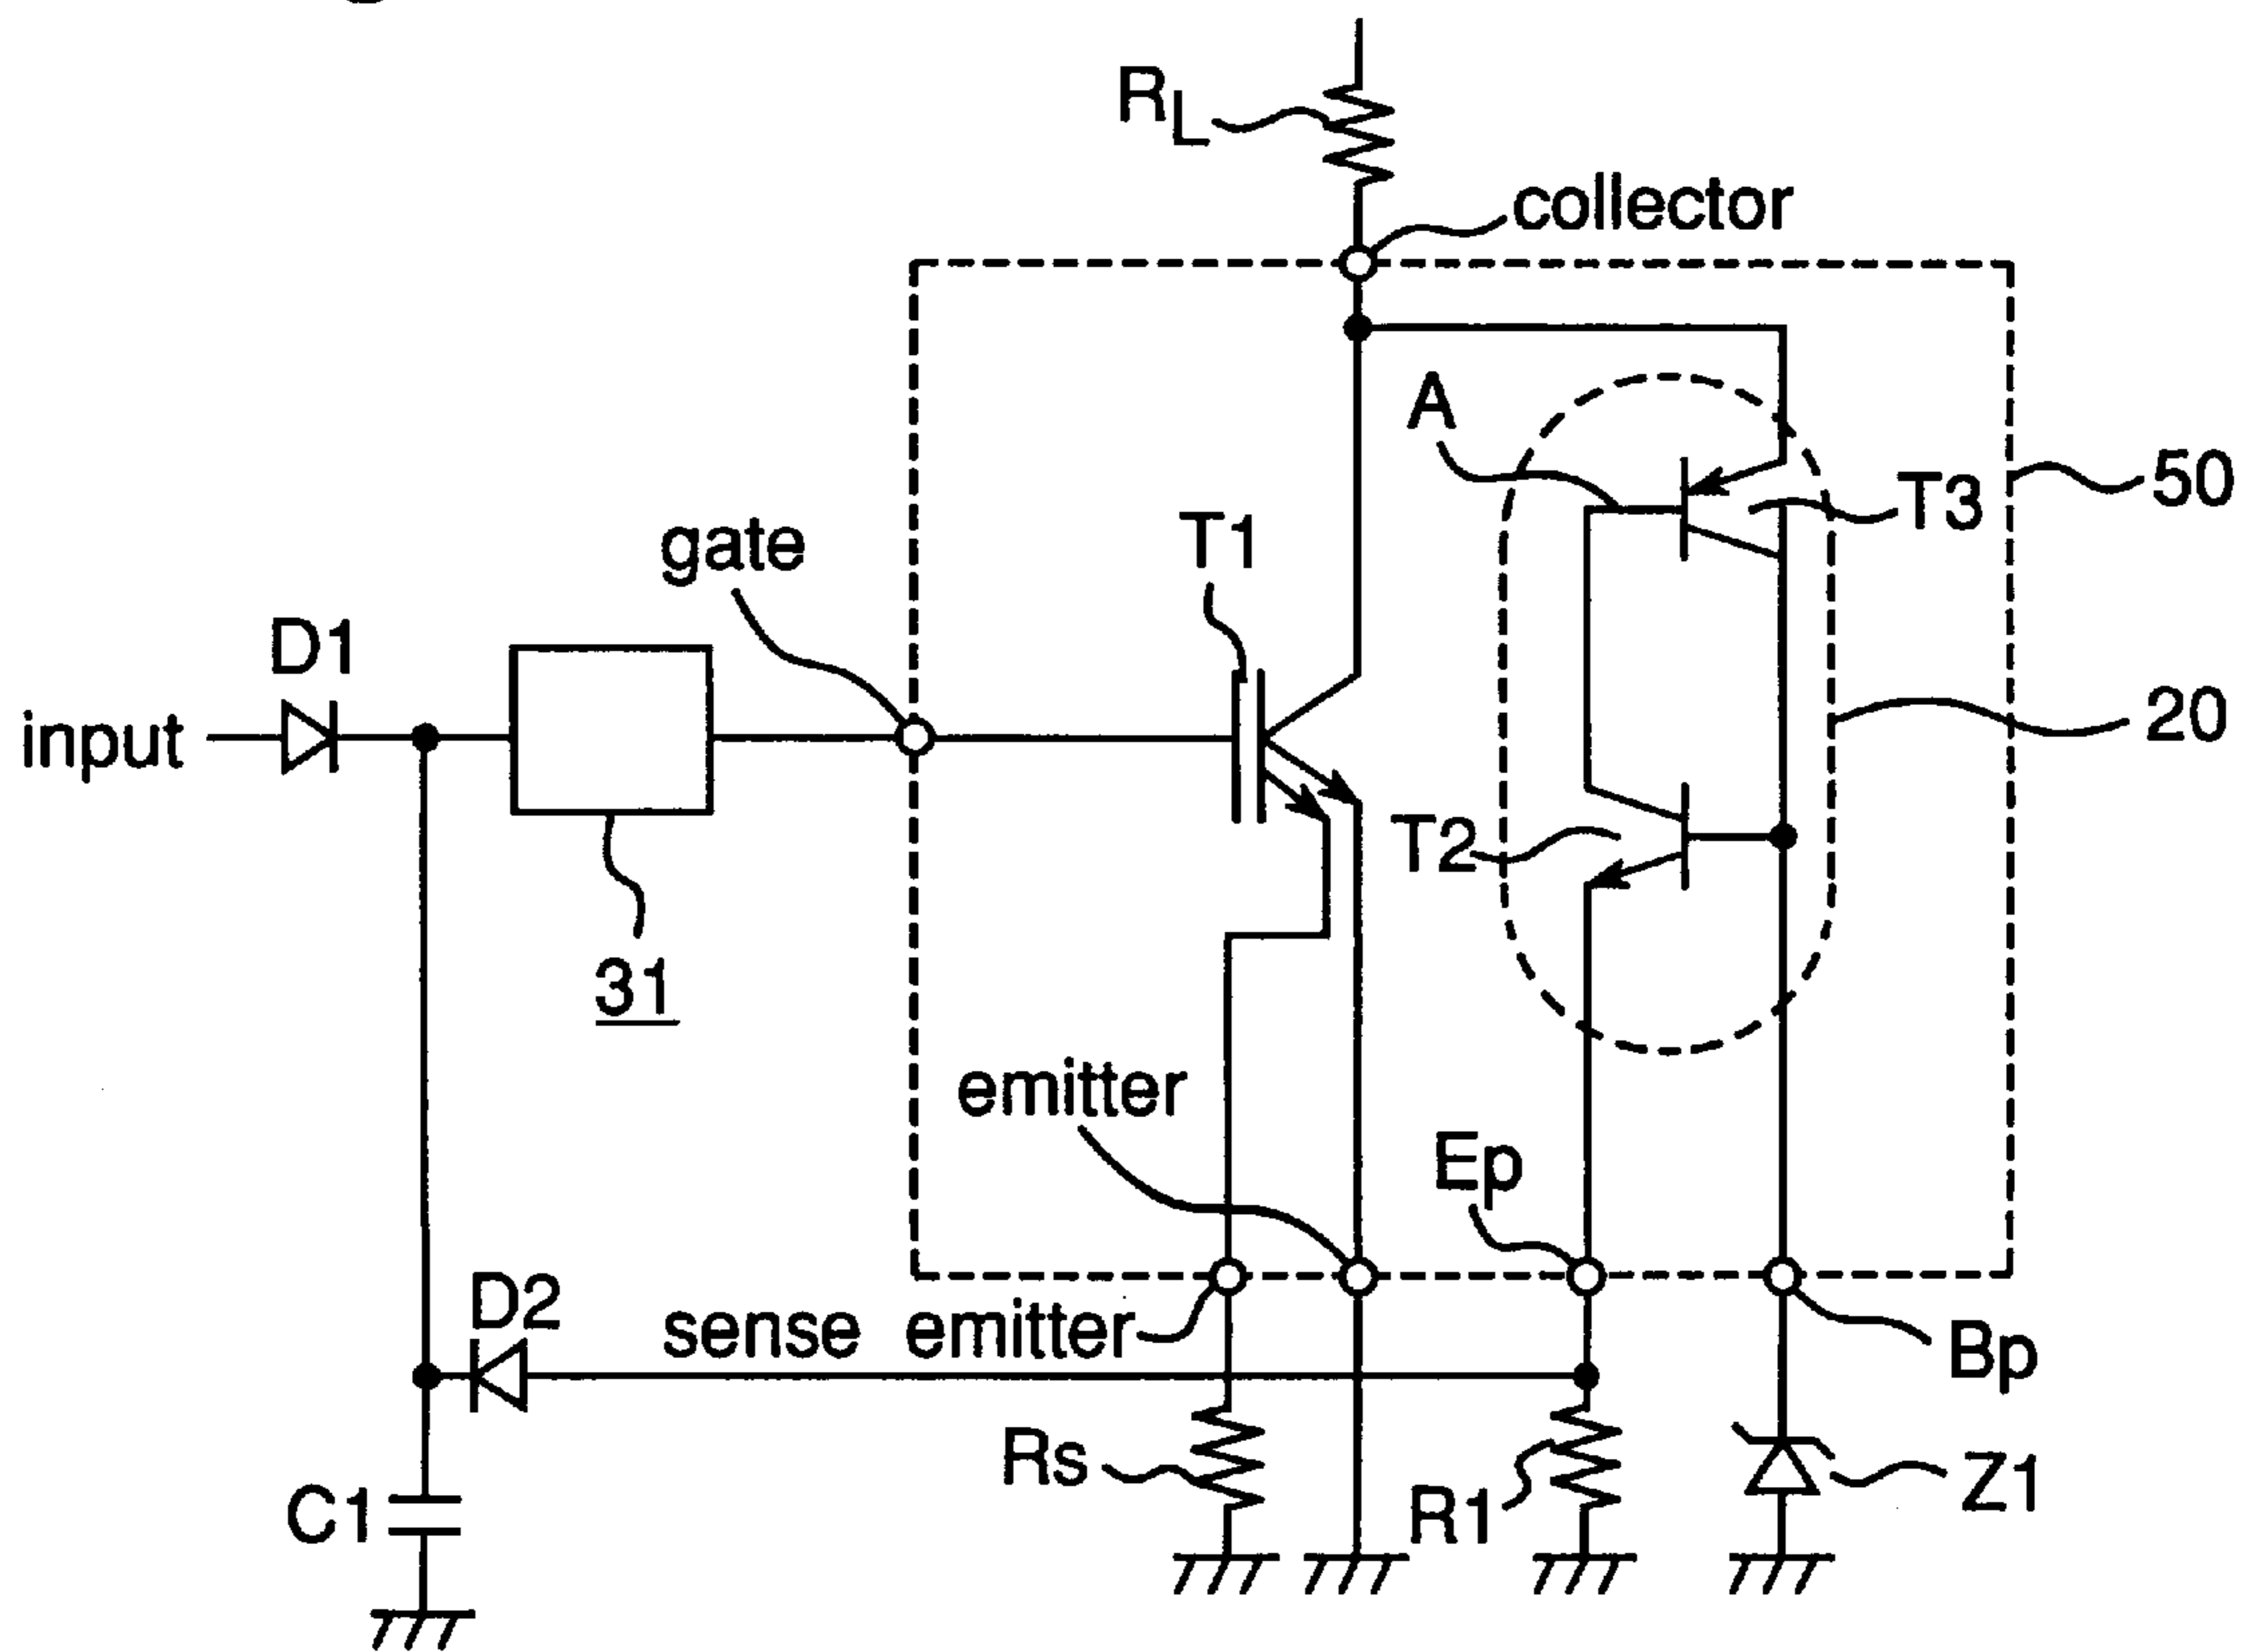 RL
collector
A
T3
50
gate
T1
D1
input
20
T2
31
emitter
Ep
D2
sense emitter
Bp
Rs
C1
R1
Z1